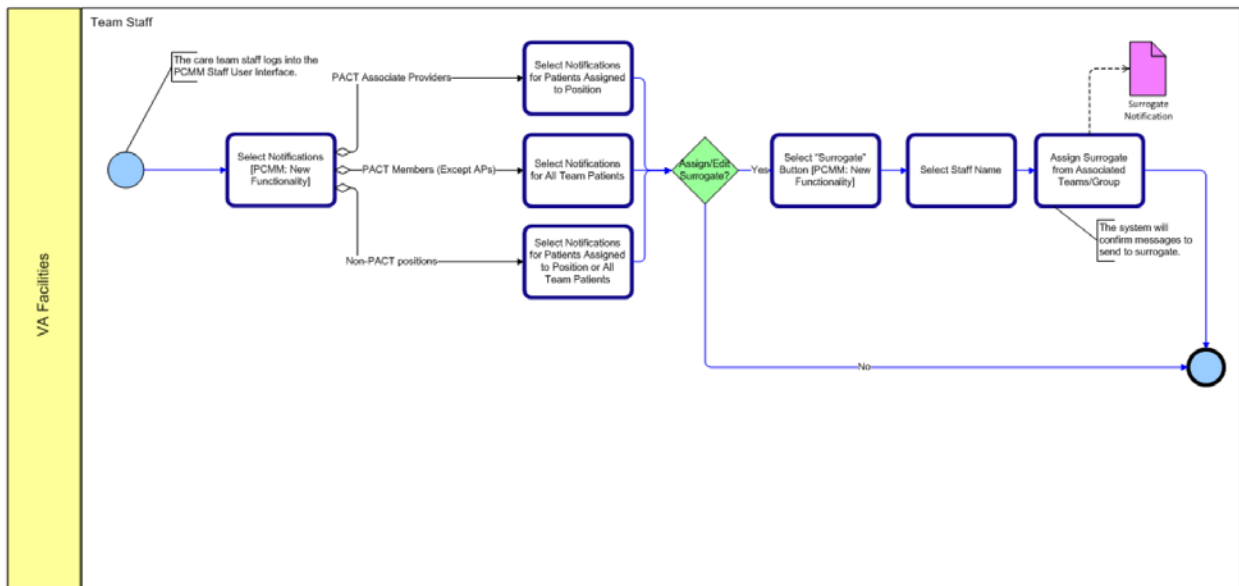 Team Staff
The care team staff logs into the
PCMM Staff User Interface.
PACT Associate Providers
Select Notifications
for Patients Assigned
to Position
Surrogate
Notification
Select Notifications
[PCMM: New
Functionality]
PACT Members (Except APs)
Select Notifications
for All Team Patients
Assign/Edit
Surrogate?
Yes
Select "Surrogate"
Button [PCMM: New
Functionality]
Select Staff Name
Assign Surrogate
from Associated
Teams/Group
The system will
confirm messages to
send to surrogate.
Non-PACT positions
Select Notifications
for Patients Assigned
to Position or All
Team Patients
No
VA Facilities